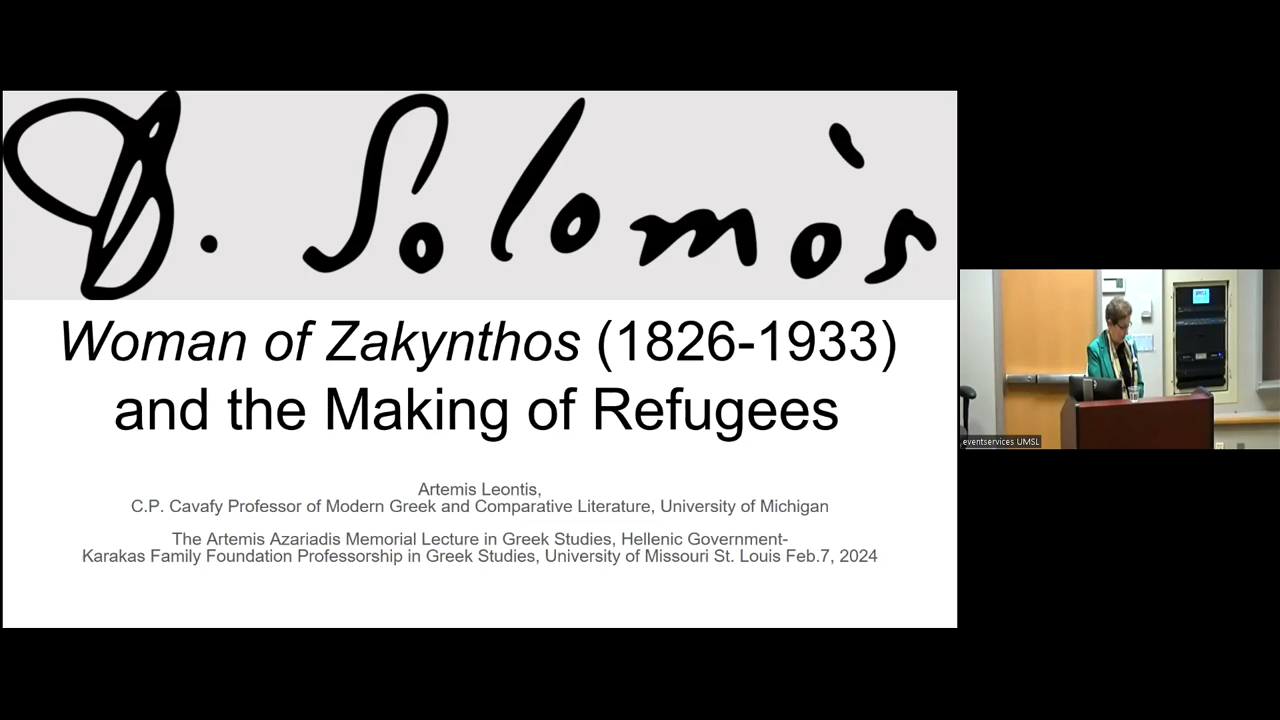 D. Solomòs
Woman of Zakynthos (1826-1933)
and the Making of Refugees
Artemis Leontis,
C.P. Cavafy Professor of Modern Greek and Comparative Literature, University of Michigan
The Artemis Azariadis Memorial Lecture in Greek Studies, Hellenic Government-
Karakas Family Foundation Professorship in Greek Studies, University of Missouri St. Louis Feb.7, 2024
eventservices UMSL